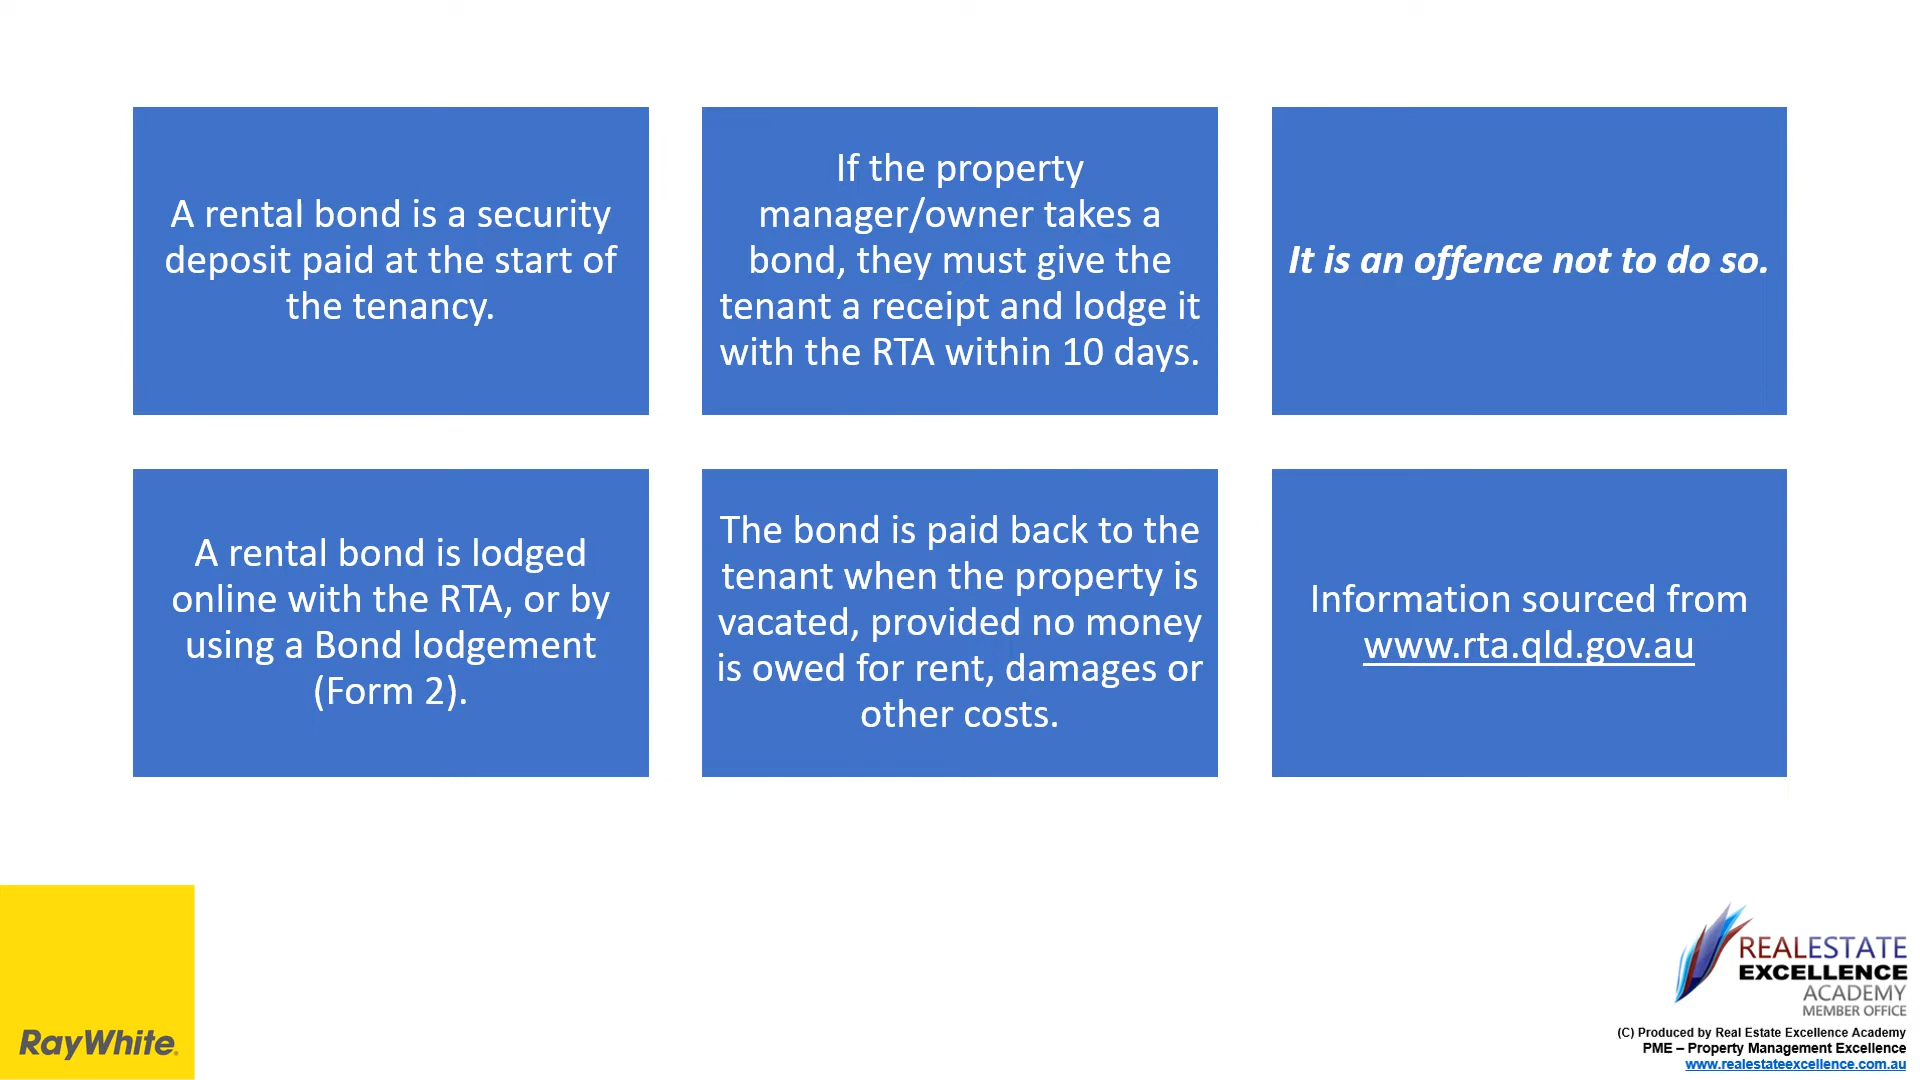 A rental bond is a security
deposit paid at the start of
the tenancy.
If the property
manager/owner takes a
bond, they must give the
tenant a receipt and lodge it
with the RTA within 10 days.
It is an offence not to do so.
A rental bond is lodged
online with the RTA, or by
using a Bond lodgement
(Form 2).
The bond is paid back to the
tenant when the property is
vacated, provided no money
is owed for rent, damages or
other costs.
Information sourced from
www.rta.qld.gov.au
RayWhite.
REALESTATE
EXCELLENCE
ACADEMY
MEMBER OFFICE
(C) Produced by Real Estate Excellence Academy
PME – Property Management Excellence
www.realestateexcellence.com.au